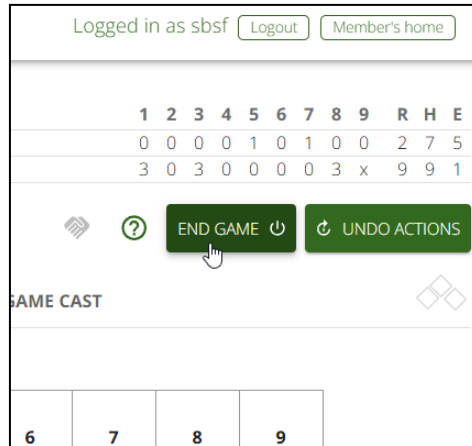 Logged in as sbsf Logout Member's home
1 2 3 4 5 6 7 8 9 R H E
0 0 0 0 1 0 1 0 0 2 7 5
3 0 3 0 0 0 0 3 x 9 9 1
? END GAME UNDO ACTIONS
GAME CAST
6 7 8 9